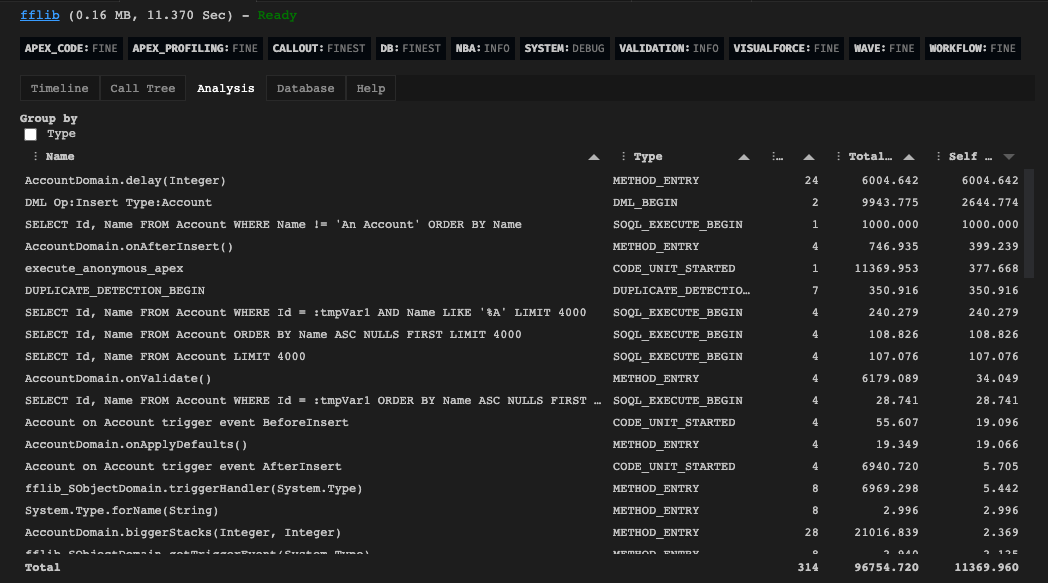 fflib (0.16 MB, 11.370 Sec) - Ready
APEX_CODE: FINE APEX_PROFILING: FINE CALLOUT: FINEST DB: FINEST NBA: INFO SYSTEM: DEBUG VALIDATION: INFO VISUALFORCE: FINE WAVE: FINE WORKFLOW: FINE
Timeline Call Tree Analysis Database Help
Group by
Type
Name Type ... Total... Self ...
AccountDomain.delay(Integer) METHOD_ENTRY 24 6004.642 6004.642
DML Op:Insert Type:Account DML_BEGIN 2 9943.775 2644.774
SELECT Id, Name FROM Account WHERE Name != 'An Account' ORDER BY Name SOQL_EXECUTE_BEGIN 1 1000.000 1000.000
AccountDomain.onAfterInsert() METHOD_ENTRY 4 746.935 399.239
execute_anonymous_apex CODE_UNIT_STARTED 1 11369.953 377.668
DUPLICATE_DETECTION_BEGIN DUPLICATE_DETECTIO... 7 350.916 350.916
SELECT Id, Name FROM Account WHERE Id = :tmpVar1 AND Name LIKE '%A' LIMIT 4000 SOQL_EXECUTE_BEGIN 4 240.279 240.279
SELECT Id, Name FROM Account ORDER BY Name ASC NULLS FIRST LIMIT 4000 SOQL_EXECUTE_BEGIN 4 108.826 108.826
SELECT Id, Name FROM Account LIMIT 4000 SOQL_EXECUTE_BEGIN 4 107.076 107.076
AccountDomain.onValidate() METHOD_ENTRY 4 6179.089 34.049
SELECT Id, Name FROM Account WHERE Id = :tmpVar1 ORDER BY Name ASC NULLS FIRST ... SOQL_EXECUTE_BEGIN 4 28.741 28.741
Account on Account trigger event BeforeInsert CODE_UNIT_STARTED 4 55.607 19.096
AccountDomain.onApplyDefaults() METHOD_ENTRY 4 19.349 19.066
Account on Account trigger event AfterInsert CODE_UNIT_STARTED 4 6940.720 5.705
fflib_SObjectDomain.triggerHandler(System.Type) METHOD_ENTRY 8 6969.298 5.442
System.Type.forName(String) METHOD_ENTRY 8 2.996 2.996
AccountDomain.biggerStacks(Integer, Integer) METHOD_ENTRY 28 21016.839 2.369
fflib_SObjectDomain.getTriggerEvent(System.Type) METHOD_ENTRY 8 2.940 2.125
Total 314 96754.720 11369.960